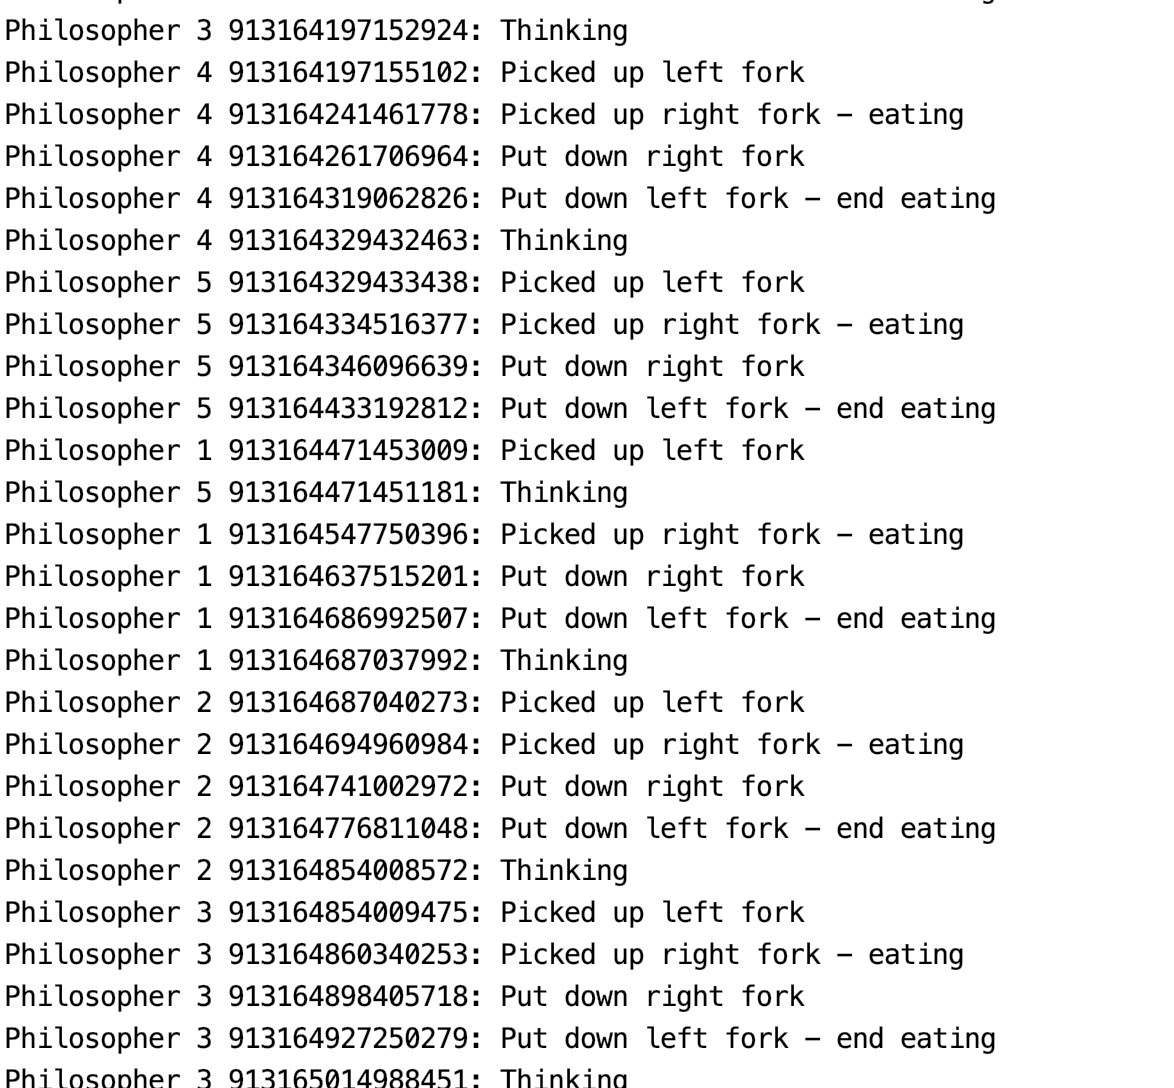 Philosopher 3 913164197152924: Thinking
Philosopher 4 913164197155102: Picked up left fork
Philosopher 4 913164241461778: Picked up right fork – eating
Philosopher 4 913164261706964: Put down right fork
Philosopher 4 913164319062826: Put down left fork – end eating
Philosopher 4 913164329432463: Thinking
Philosopher 5 913164329433438: Picked up left fork
Philosopher 5 913164334516377: Picked up right fork – eating
Philosopher 5 913164346096639: Put down right fork
Philosopher 5 913164433192812: Put down left fork – end eating
Philosopher 1 913164471453009: Picked up left fork
Philosopher 5 913164471451181: Thinking
Philosopher 1 913164547750396: Picked up right fork – eating
Philosopher 1 913164637515201: Put down right fork
Philosopher 1 913164686992507: Put down left fork – end eating
Philosopher 1 913164687037992: Thinking
Philosopher 2 913164687040273: Picked up left fork
Philosopher 2 913164694960984: Picked up right fork – eating
Philosopher 2 913164741002972: Put down right fork
Philosopher 2 913164776811048: Put down left fork – end eating
Philosopher 2 913164854008572: Thinking
Philosopher 3 913164854009475: Picked up left fork
Philosopher 3 913164860340253: Picked up right fork – eating
Philosopher 3 913164898405718: Put down right fork
Philosopher 3 913164927250279: Put down left fork – end eating
Philosopher 3 913165014988451: Thinking